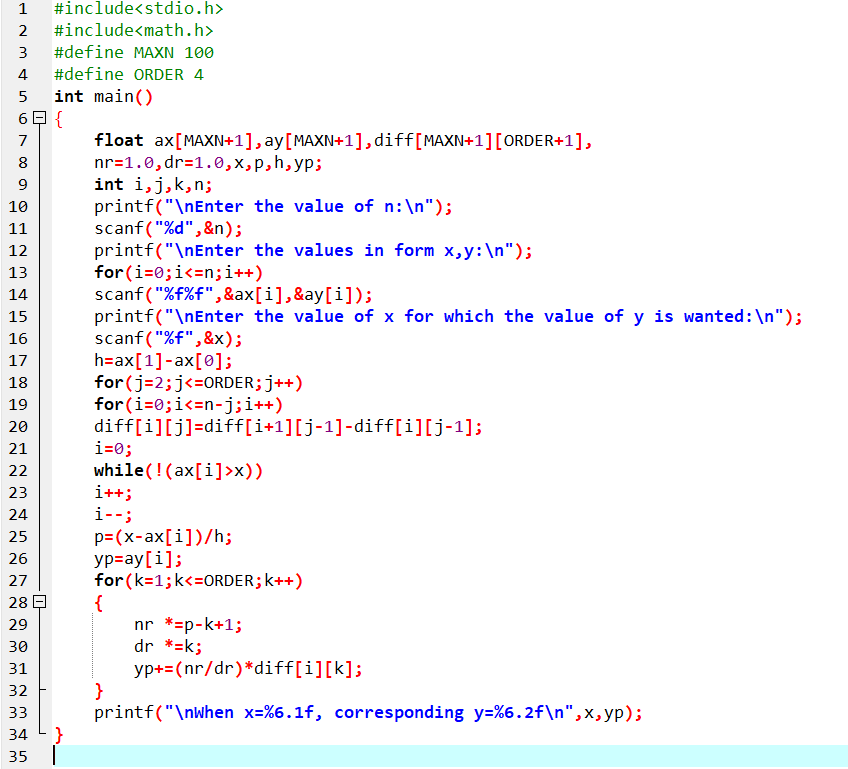 1 #include<stdio.h>
2 #include<math.h>
3 #define MAXN 100
4 #define ORDER 4
5 int main()
6 {
7 float ax[MAXN+1],ay[MAXN+1],diff[MAXN+1][ORDER+1],
8 nr=1.0,dr=1.0,x,p,h,yp;
9 int i,j,k,n;
10 printf("\nEnter the value of n:\n");
11 scanf("%d",&n);
12 printf("\nEnter the values in form x,y:\n");
13 for(i=0;i<=n;i++)
14 scanf("%f%f",&ax[i],&ay[i]);
15 printf("\nEnter the value of x for which the value of y is wanted:\n");
16 scanf("%f",&x);
17 h=ax[1]-ax[0];
18 for(j=2;j<=ORDER;j++)
19 for(i=0;i<=n-j;i++)
20 diff[i][j]=diff[i+1][j-1]-diff[i][j-1];
21 i=0;
22 while(!(ax[i]>x))
23 i++;
24 i--;
25 p=(x-ax[i])/h;
26 yp=ay[i];
27 for(k=1;k<=ORDER;k++)
28 {
29 nr *=p-k+1;
30 dr *=k;
31 yp+=(nr/dr)*diff[i][k];
32 }
33 printf("\nWhen x=%6.1f, corresponding y=%6.2f\n",x,yp);
34 }
35